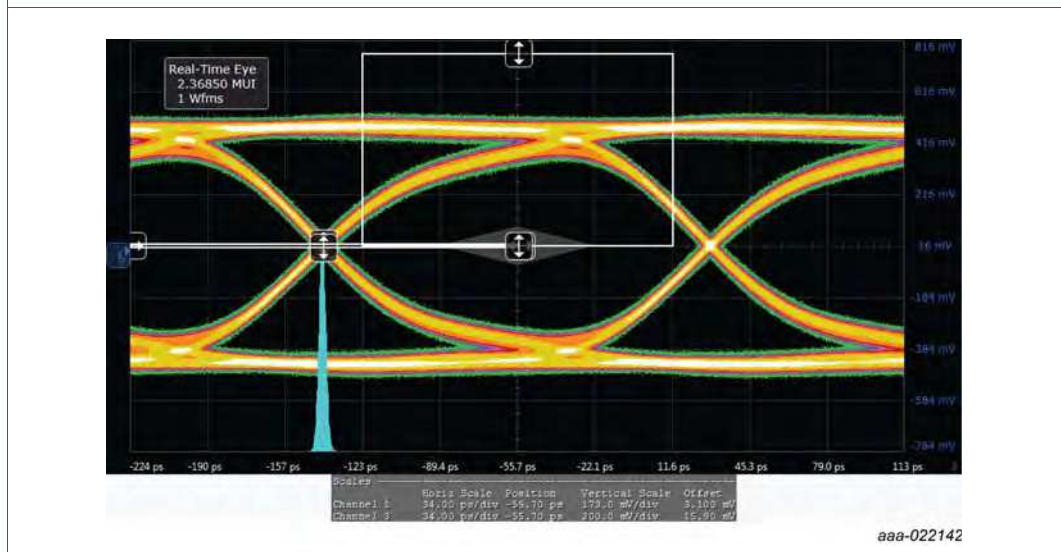 Real-Time Eye
2.36850 MUI
1 Wfms
816 mV
616 mV
416 mV
216 mV
16 mV
-184 mV
-384 mV
-584 mV
-784 mV
-224 ps -190 ps -157 ps -123 ps -89.4 ps -55.7 ps -22.1 ps 11.6 ps 45.3 ps 79.0 ps 113 ps
Scales
Horiz Scale Position Vertical Scale Offset
Channel 1 34.00 ps/div -55.70 ps 173.0 mV/div 3.100 mV
Channel 3 34.00 ps/div -55.70 ps 200.0 mV/div 15.90 mV
aaa-022142